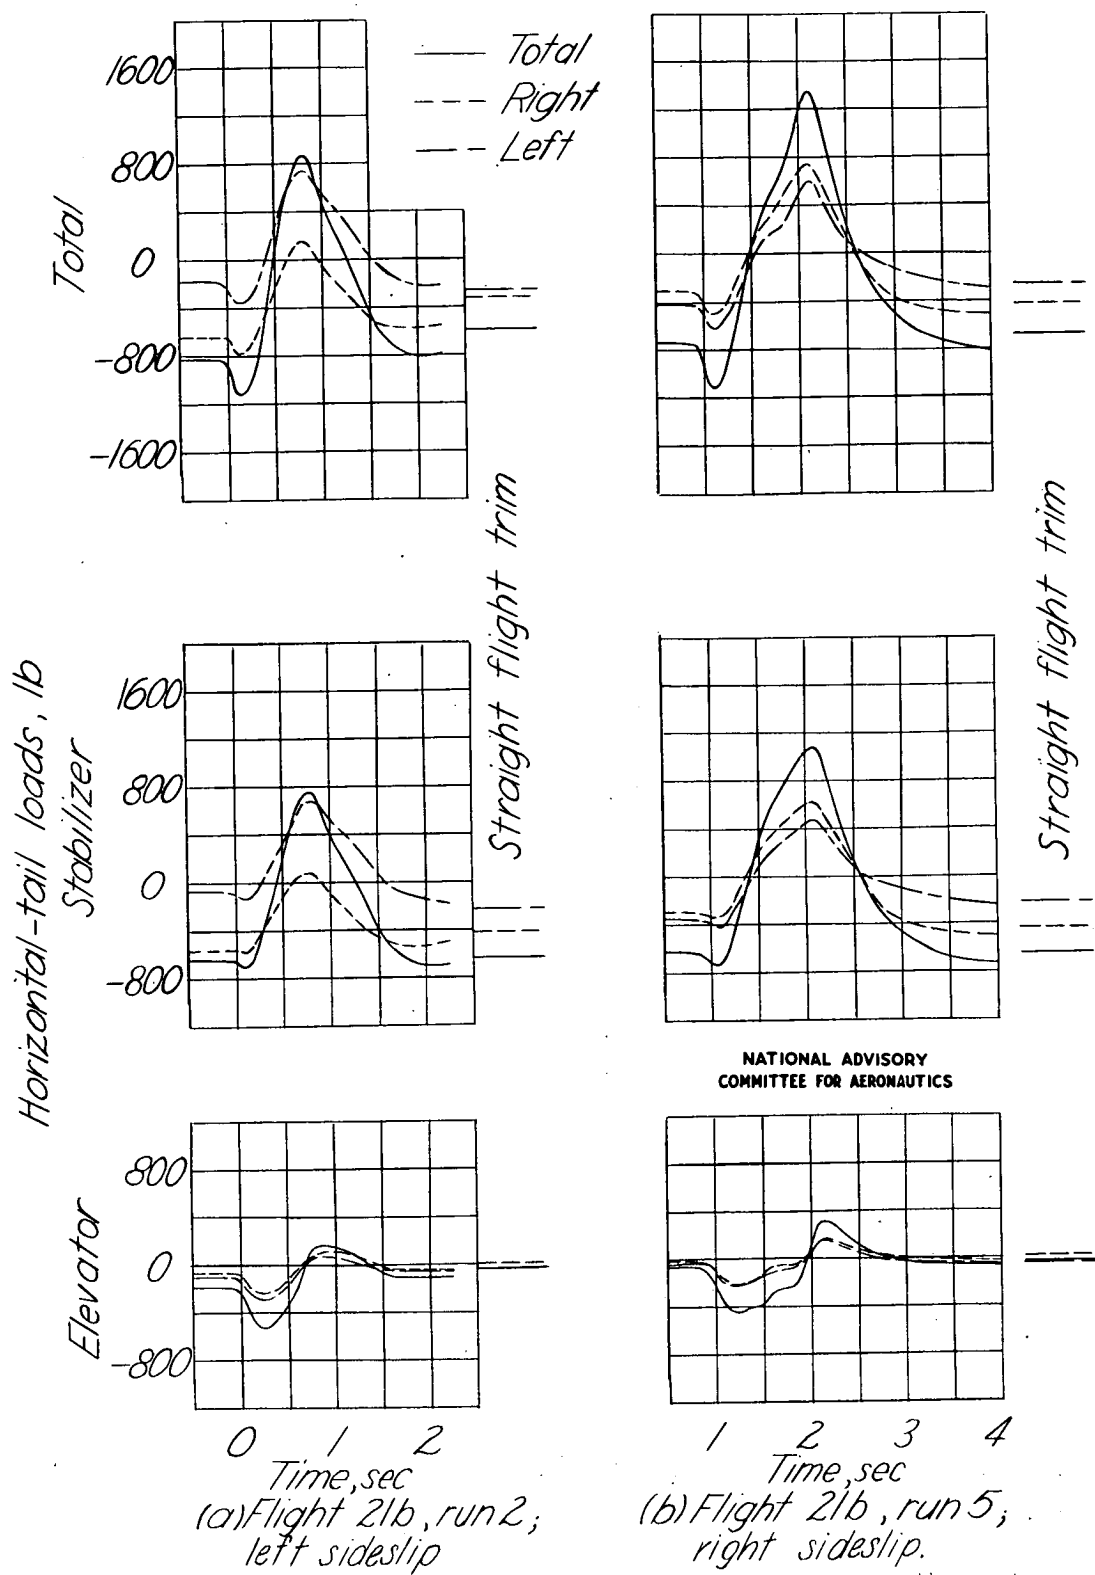 Total
Right
Left
Horizontal-tail loads, lb
Total
1600
800
0
-800
-1600
Straight flight trim
Straight flight trim
Stabilizer
1600
800
0
-800
NATIONAL ADVISORY
COMMITTEE FOR AERONAUTICS
Elevator
800
0
-800
0 1 2
Time,sec
(a)Flight 21b, run 2;
left sideslip
1 2 3 4
Time,sec
(b) Flight 21b, run 5;
right sideslip.